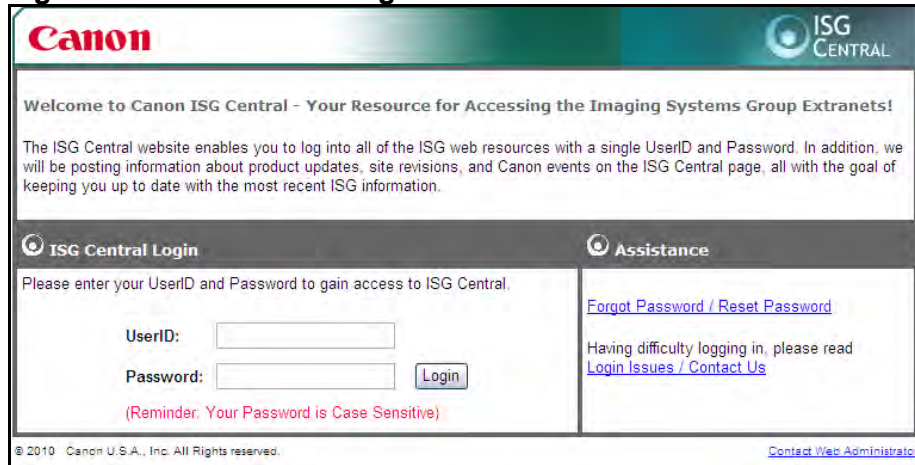 Canon
ISG
CENTRAL
Welcome to Canon ISG Central - Your Resource for Accessing the Imaging Systems Group Extranets!
The ISG Central website enables you to log into all of the ISG web resources with a single UserID and Password. In addition, we
will be posting information about product updates, site revisions, and Canon events on the ISG Central page, all with the goal of
keeping you up to date with the most recent ISG information.
ISG Central Login
Please enter your UserID and Password to gain access to ISG Central.
UserID:
Password:
Login
(Reminder: Your Password is Case Sensitive)
Assistance
Forgot Password / Reset Password
Having difficulty logging in, please read
Login Issues / Contact Us
© 2010 Canon U.S.A., Inc. All Rights reserved.
Contact Web Administrato